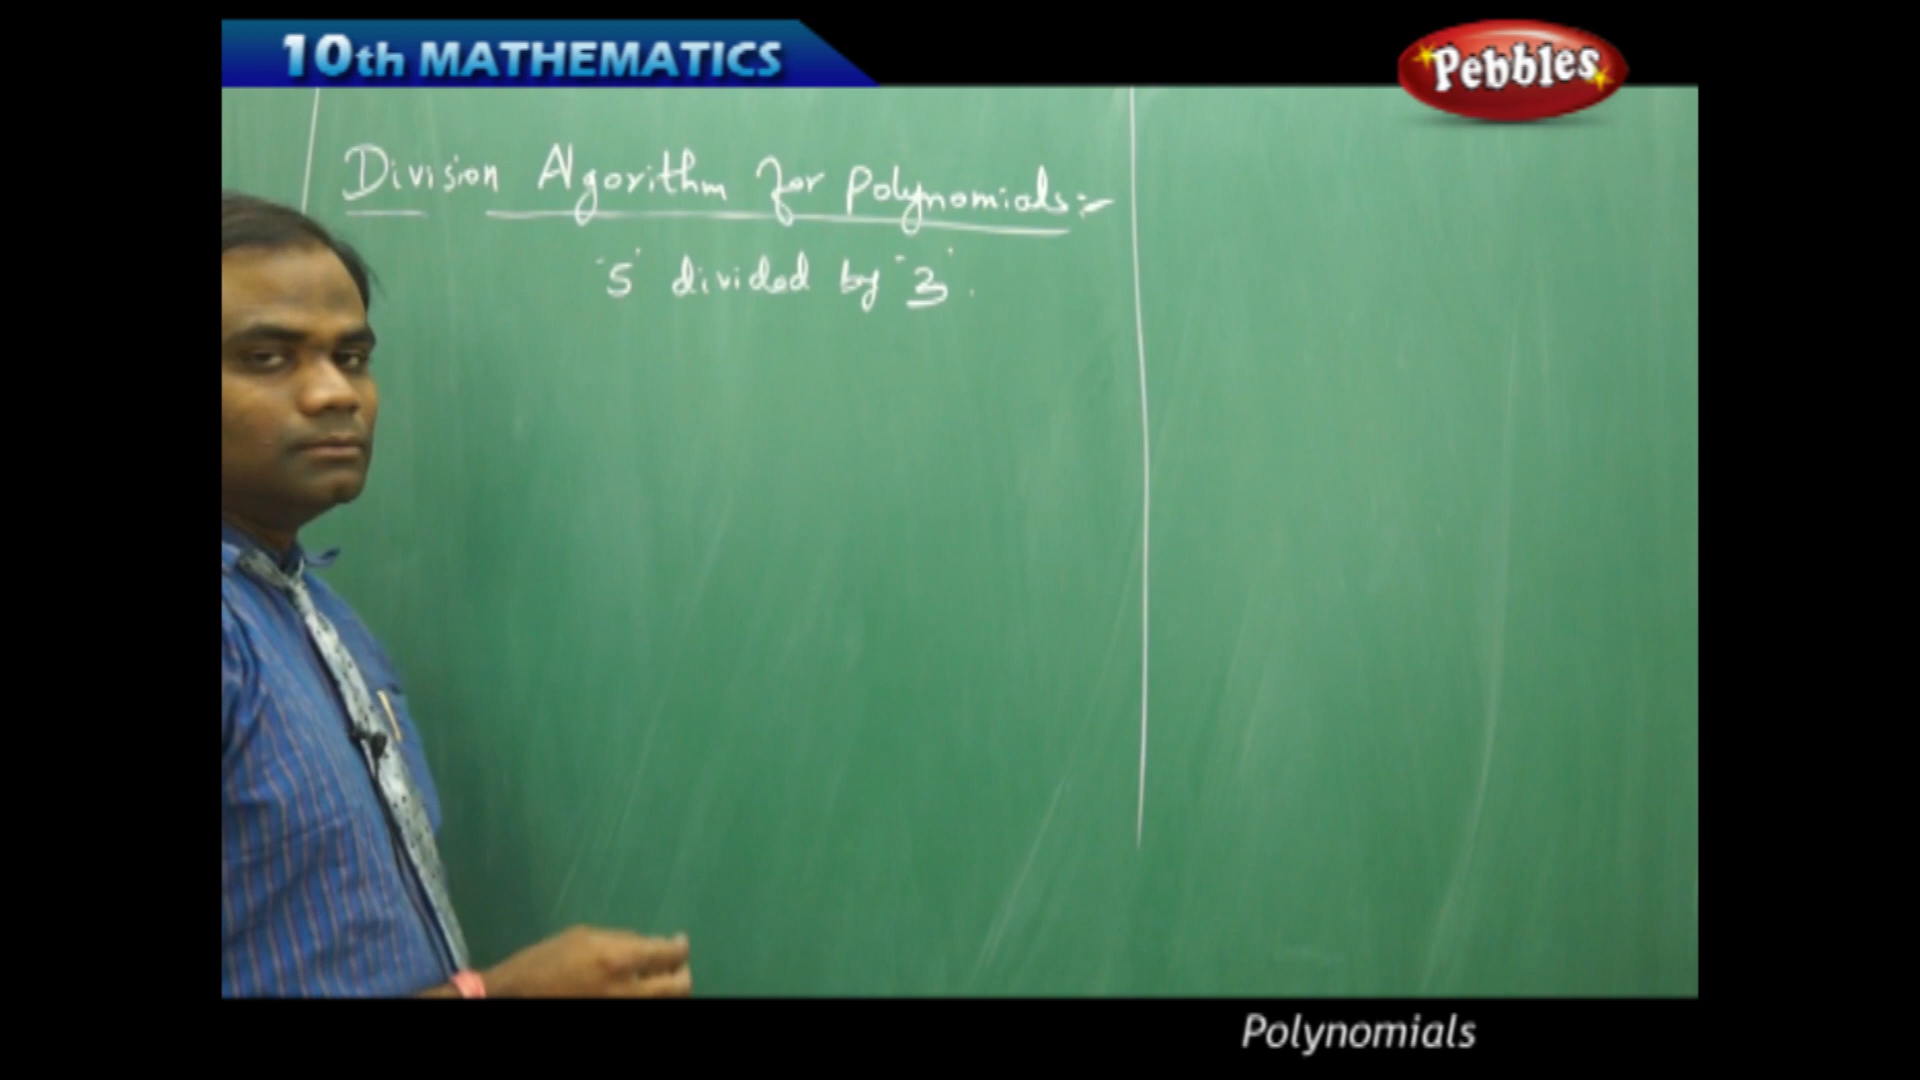 10th MATHEMATICS
Pebbles
Division Algorithm for Polynomials:-
'5' divided by '3'.
Polynomials